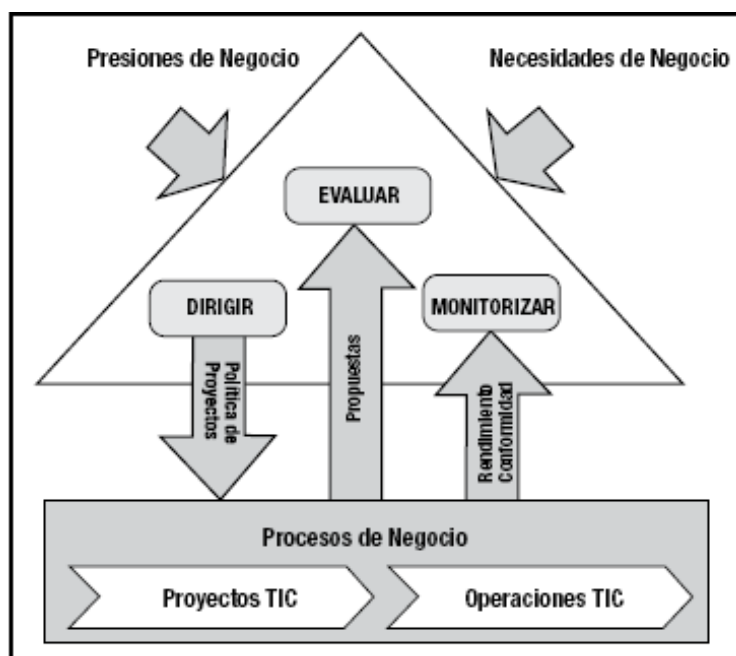 Presiones de Negocio
Necesidades de Negocio
EVALUAR
DIRIGIR
MONITORIZAR
Política de
Proyectos
Propuestas
Rendimiento
Conformidad
Procesos de Negocio
Proyectos TIC
Operaciones TIC